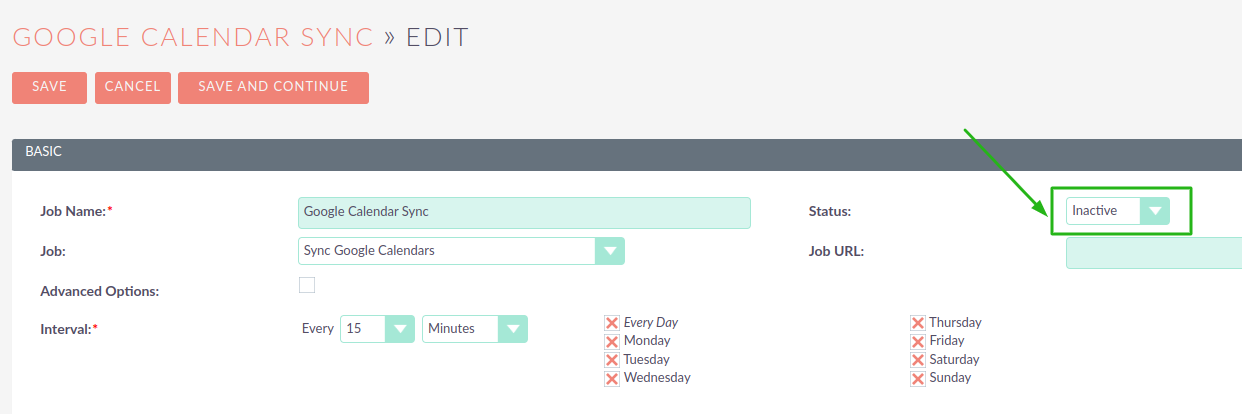 GOOGLE CALENDAR SYNC » EDIT
SAVE CANCEL SAVE AND CONTINUE
BASIC
Job Name:* Google Calendar Sync Status: Inactive
Job: Sync Google Calendars Job URL:
Advanced Options:
Interval:* Every 15 Minutes Every Day Thursday
Monday Friday
Tuesday Saturday
Wednesday Sunday